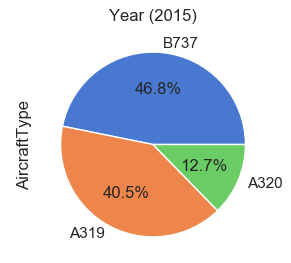 Year (2015)
B737
46.8%
AircraftType
12.7%
A320
40.5%
A319